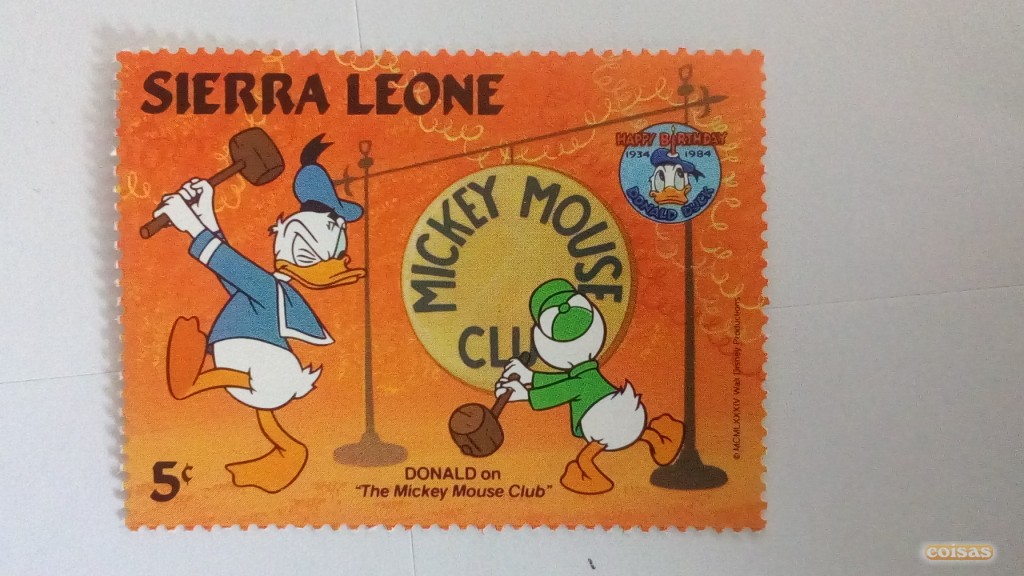 SIERRA LEONE
HAPPY BIRTHDAY
1934 1984
DONALD DUCK
MICKEY MOUSE
CLU
5¢
DONALD on
"The Mickey Mouse Club"
© MCMLXXXIV Walt Disney Productions
coisas